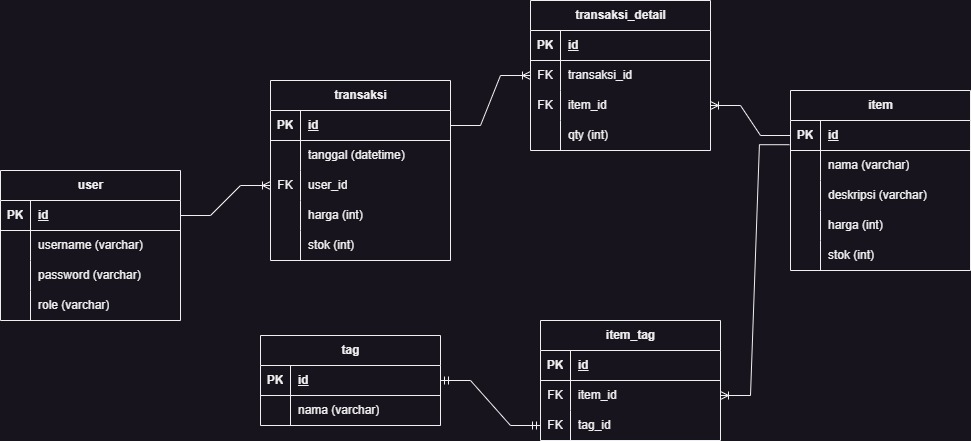 transaksi_detail
PK id
FK transaksi_id
FK item_id
qty (int)
transaksi
PK id
tanggal (datetime)
FK user_id
harga (int)
stok (int)
item
PK id
nama (varchar)
deskripsi (varchar)
harga (int)
stok (int)
user
PK id
username (varchar)
password (varchar)
role (varchar)
tag
PK id
nama (varchar)
item_tag
PK id
FK item_id
FK tag_id